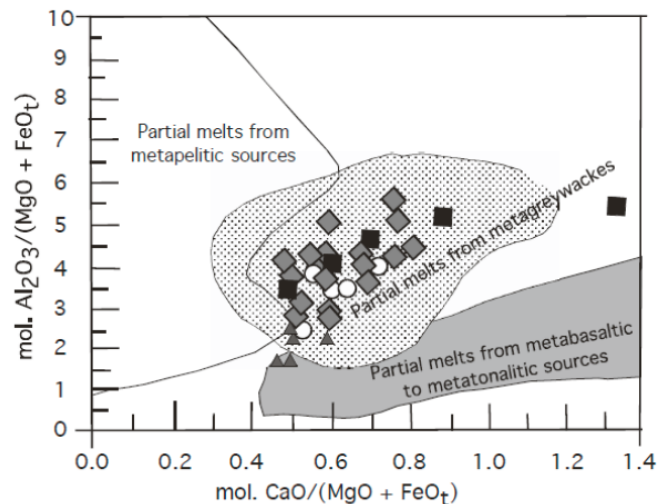 10
9
8
7
6
5
4
3
2
1
0
mol. Al₂O₃/(MgO + FeOₜ)
Partial melts from
metapelitic sources
Partial melts from metagreywackes
Partial melts from metabasaltic
to metatonalitic sources
0.0 0.2 0.4 0.6 0.8 1.0 1.2 1.4
mol. CaO/(MgO + FeOₜ)